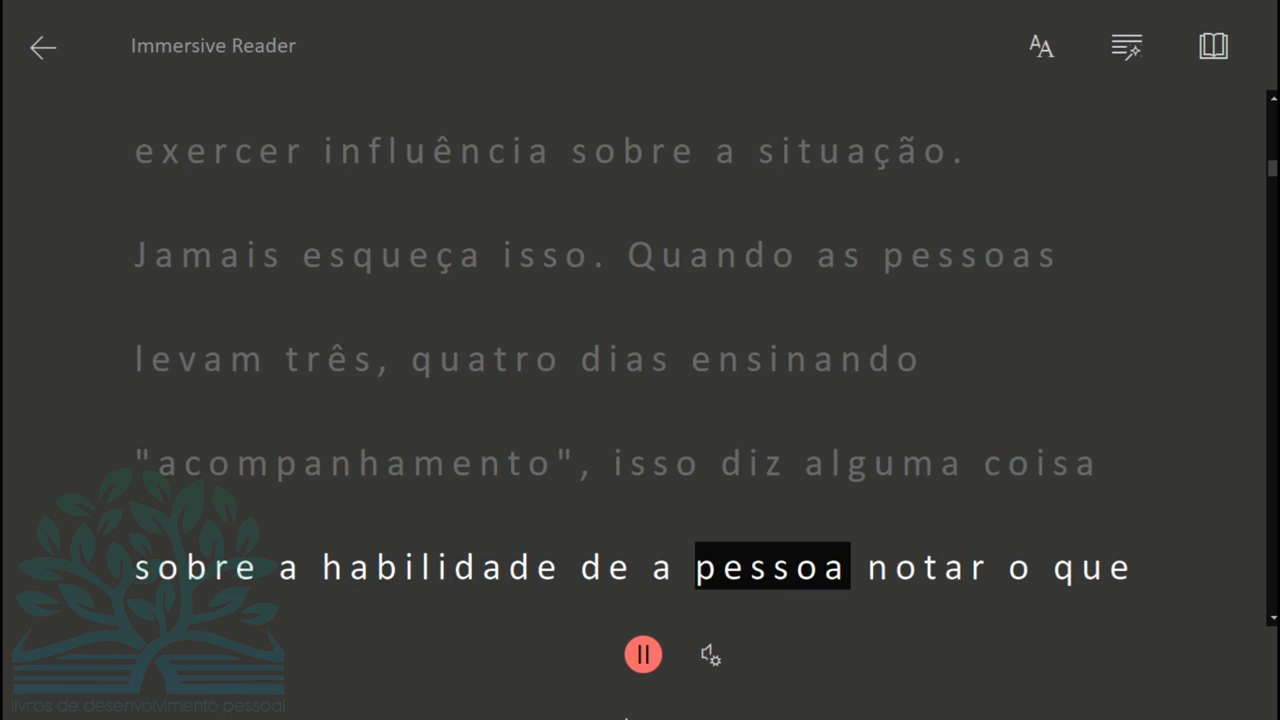 Immersive Reader
exercer influência sobre a situação.
Jamais esqueça isso. Quando as pessoas
levam três, quatro dias ensinando
"acompanhamento", isso diz alguma coisa
sobre a habilidade de a pessoa notar o que
livros de desenvolvimento pessoal